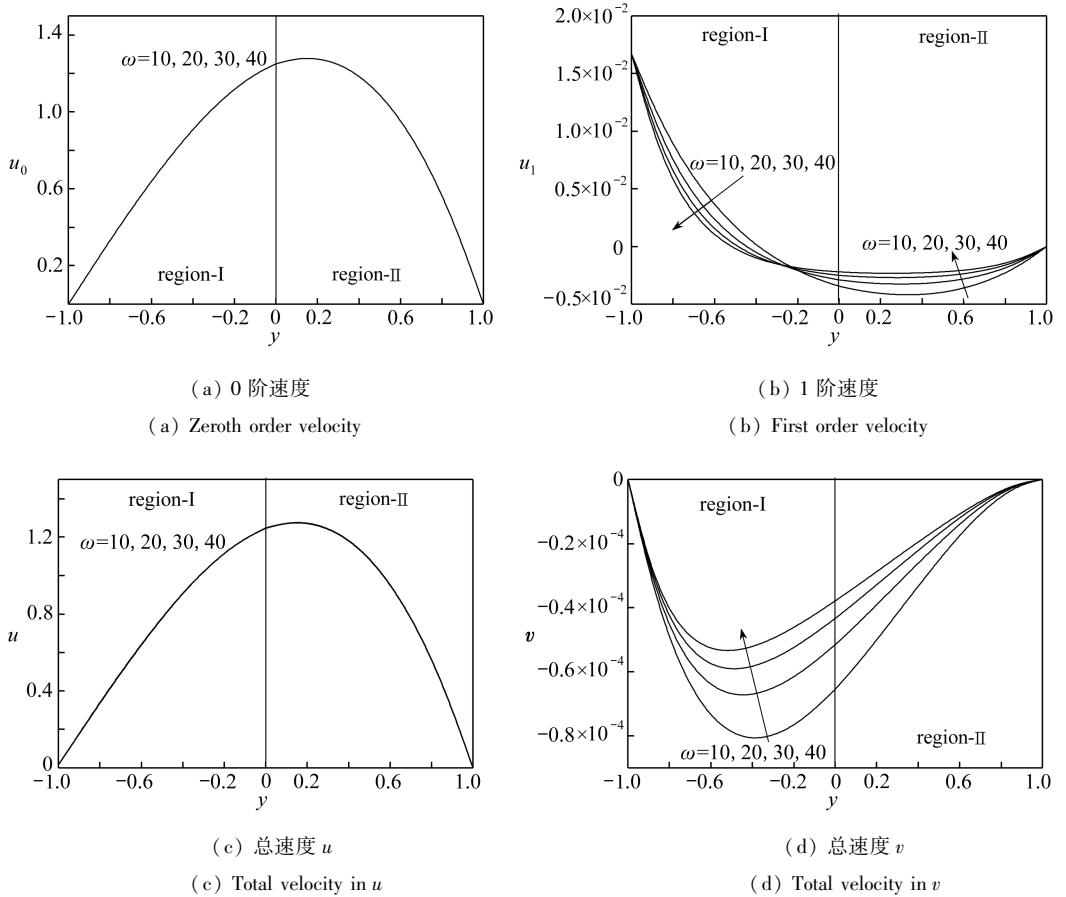 1.4
1.0
0.6
0.2
u₀
ω=10, 20, 30, 40
region-I
region-II
−1.0 −0.6 −0.2 0 0.2 0.6 1.0
y
(a) 0 阶速度
(a) Zeroth order velocity
2.0×10⁻²
1.5×10⁻²
1.0×10⁻²
0.5×10⁻²
0
−0.5×10⁻²
u₁
region-I
region-II
ω=10, 20, 30, 40
ω=10, 20, 30, 40
−1.0 −0.6 −0.2 0 0.2 0.6 1.0
y
(b) 1 阶速度
(b) First order velocity
1.2
0.8
0.4
0
u
region-I
region-II
ω=10, 20, 30, 40
−1.0 −0.6 −0.2 0 0.2 0.6 1.0
y
(c) 总速度 u
(c) Total velocity in u
0
−0.2×10⁻⁴
−0.4×10⁻⁴
−0.6×10⁻⁴
−0.8×10⁻⁴
v
region-I
ω=10, 20, 30, 40
region-II
−1.0 −0.6 −0.2 0 0.2 0.6 1.0
y
(d) 总速度 v
(d) Total velocity in v